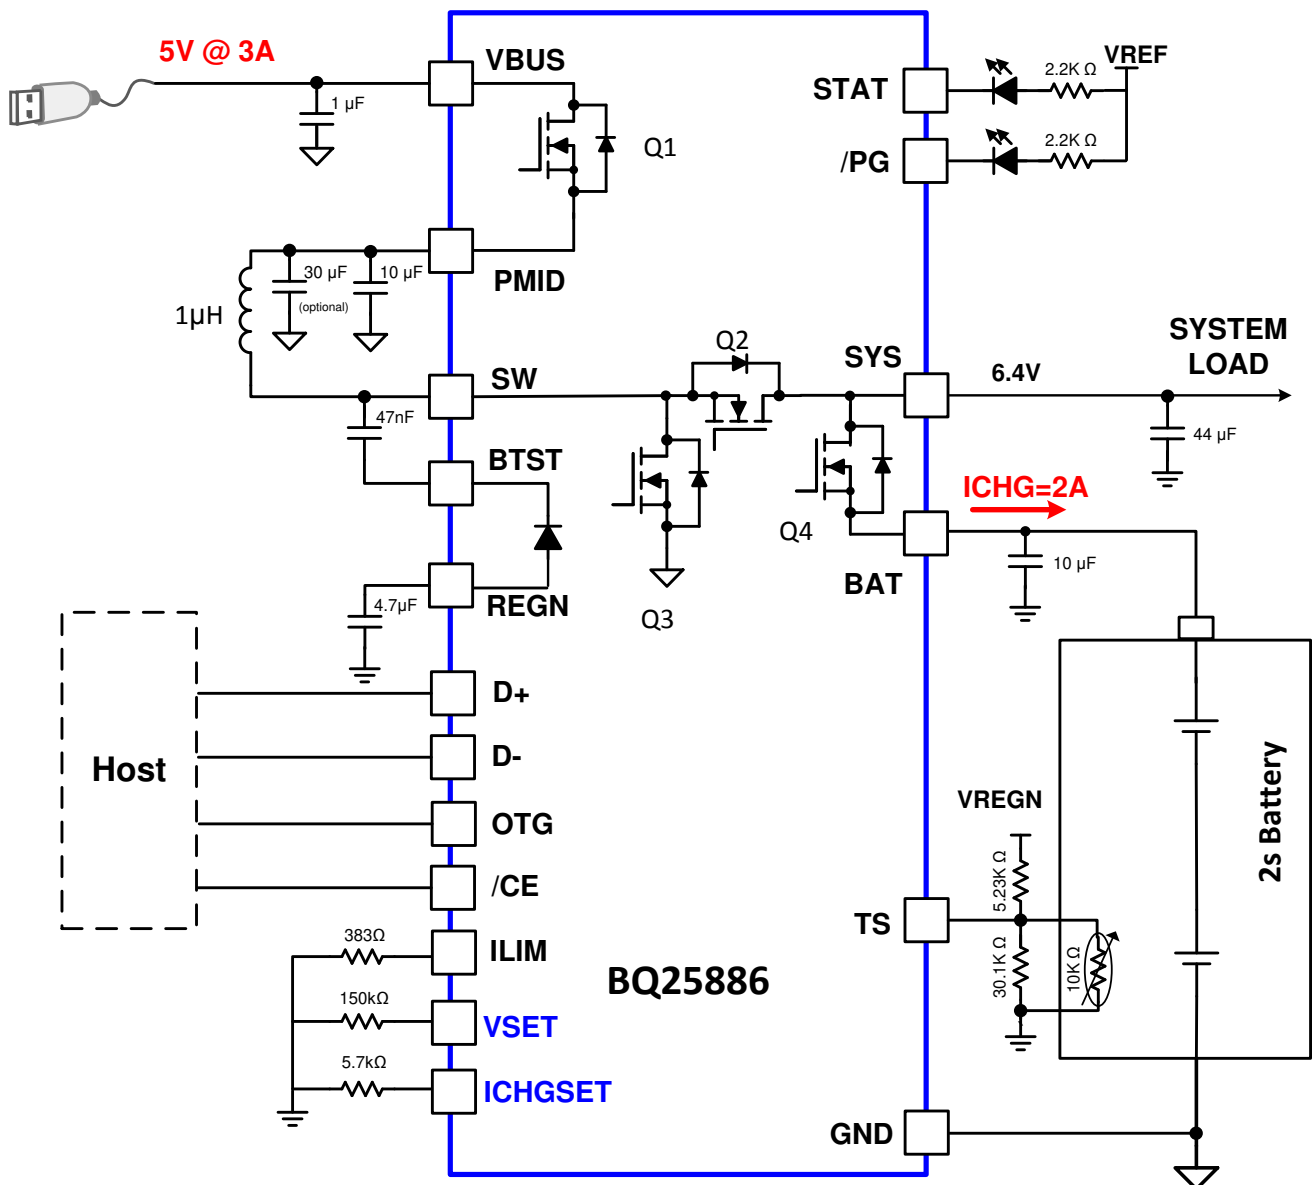 5V @ 3A
VBUS
1 µF
Q1
STAT
2.2K Ω
VREF
/PG
2.2K Ω
PMID
30 µF
(optional)
10 µF
1µH
SW
47nF
BTST
Q2
SYS
6.4V
SYSTEM
LOAD
44 µF
ICHG=2A
Q4
BAT
10 µF
Q3
REGN
4.7µF
Host
D+
D-
OTG
/CE
383Ω
ILIM
150kΩ
VSET
5.7kΩ
ICHGSET
BQ25886
VREGN
5.23K Ω
TS
30.1K Ω
10K Ω
2s Battery
GND